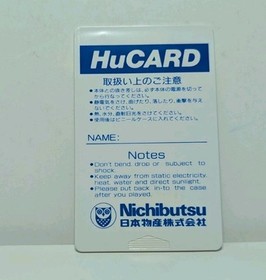 HuCARD
取扱い上のご注意
●本体との抜き差しは、必ず本体の電源を切って
から行なってください。
●静電気をさけ、曲げたり、落したり、衝撃を与え
ないでください。
●熱、水分、直射日光をさけてください。
●使用後はビニールケースに入れてください。
NAME:
Notes
●Don't bend, drop or subject to
shock.
●Keep away from static electricity,
heat, water and direct sunlight.
●Please put back in-to the case
after you played.
Nichibutsu
日本物産株式会社